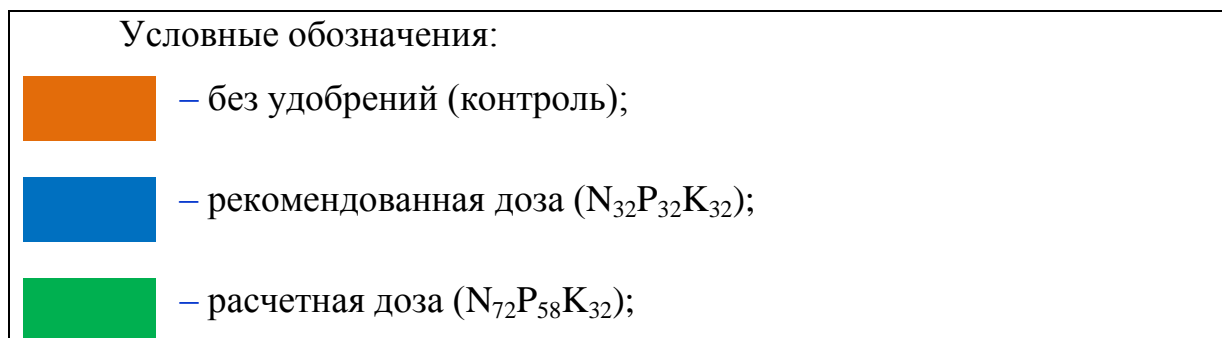 Условные обозначения:
– без удобрений (контроль);
– рекомендованная доза (N₃₂P₃₂K₃₂);
– расчетная доза (N₇₂P₅₈K₃₂);